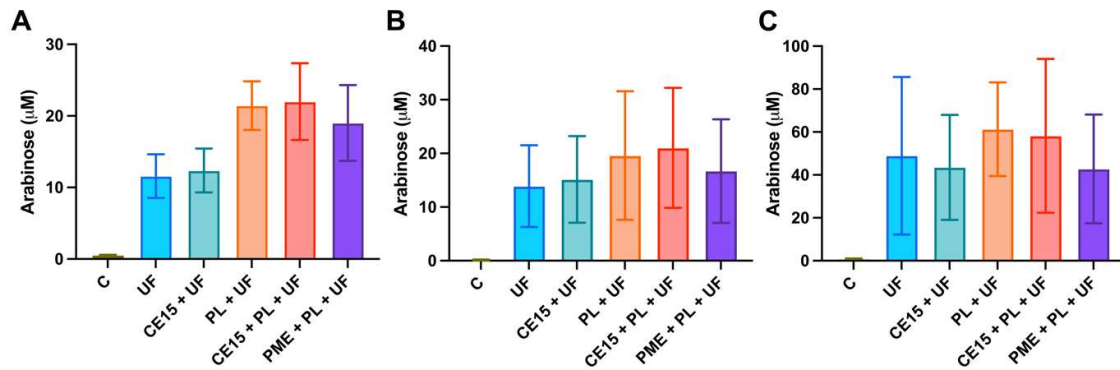 A
Arabinose (µM)
30
20
10
0
C
UF
CE15 + UF
PL + UF
CE15 + PL + UF
PME + PL + UF
B
Arabinose (µM)
40
30
20
10
0
C
UF
CE15 + UF
PL + UF
CE15 + PL + UF
PME + PL + UF
C
Arabinose (µM)
100
80
60
40
20
0
C
UF
CE15 + UF
PL + UF
CE15 + PL + UF
PME + PL + UF